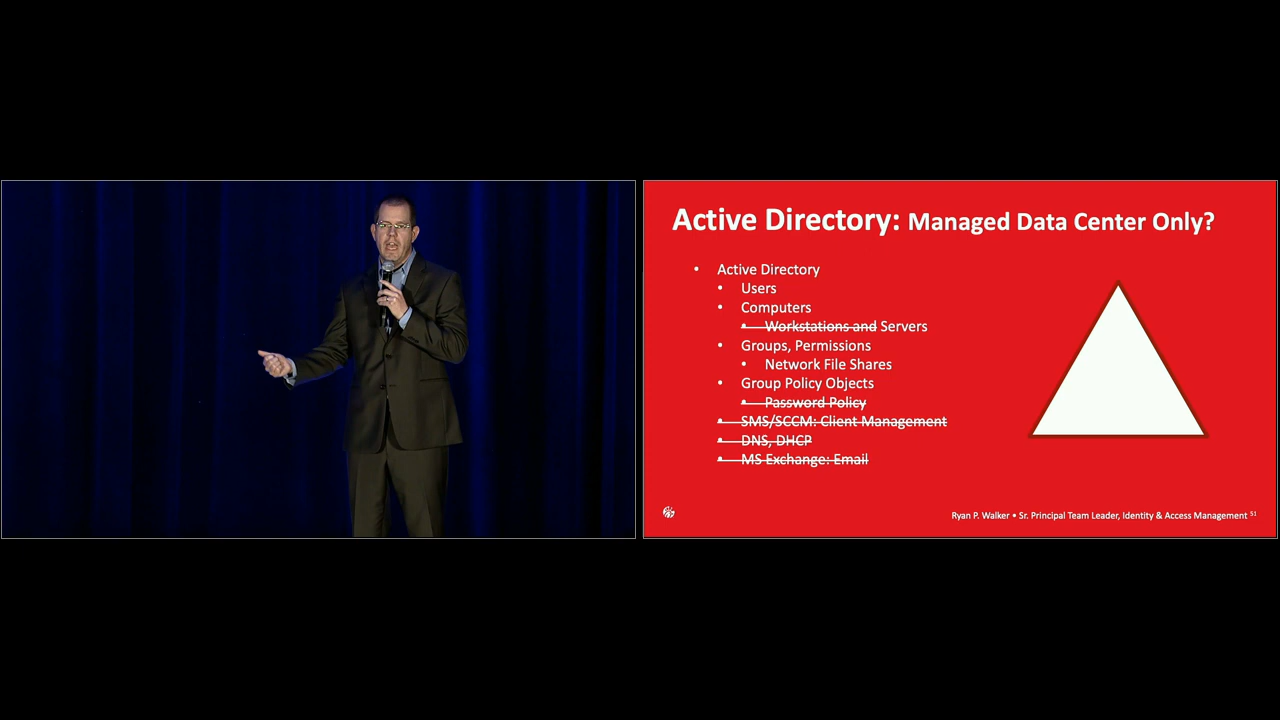 Active Directory: Managed Data Center Only?
• Active Directory
• Users
• Computers
• Workstations and Servers
• Groups, Permissions
• Network File Shares
• Group Policy Objects
• Password Policy
• SMS/SCCM: Client Management
• DNS, DHCP
• MS Exchange: Email
Ryan P. Walker • Sr. Principal Team Leader, Identity & Access Management 51